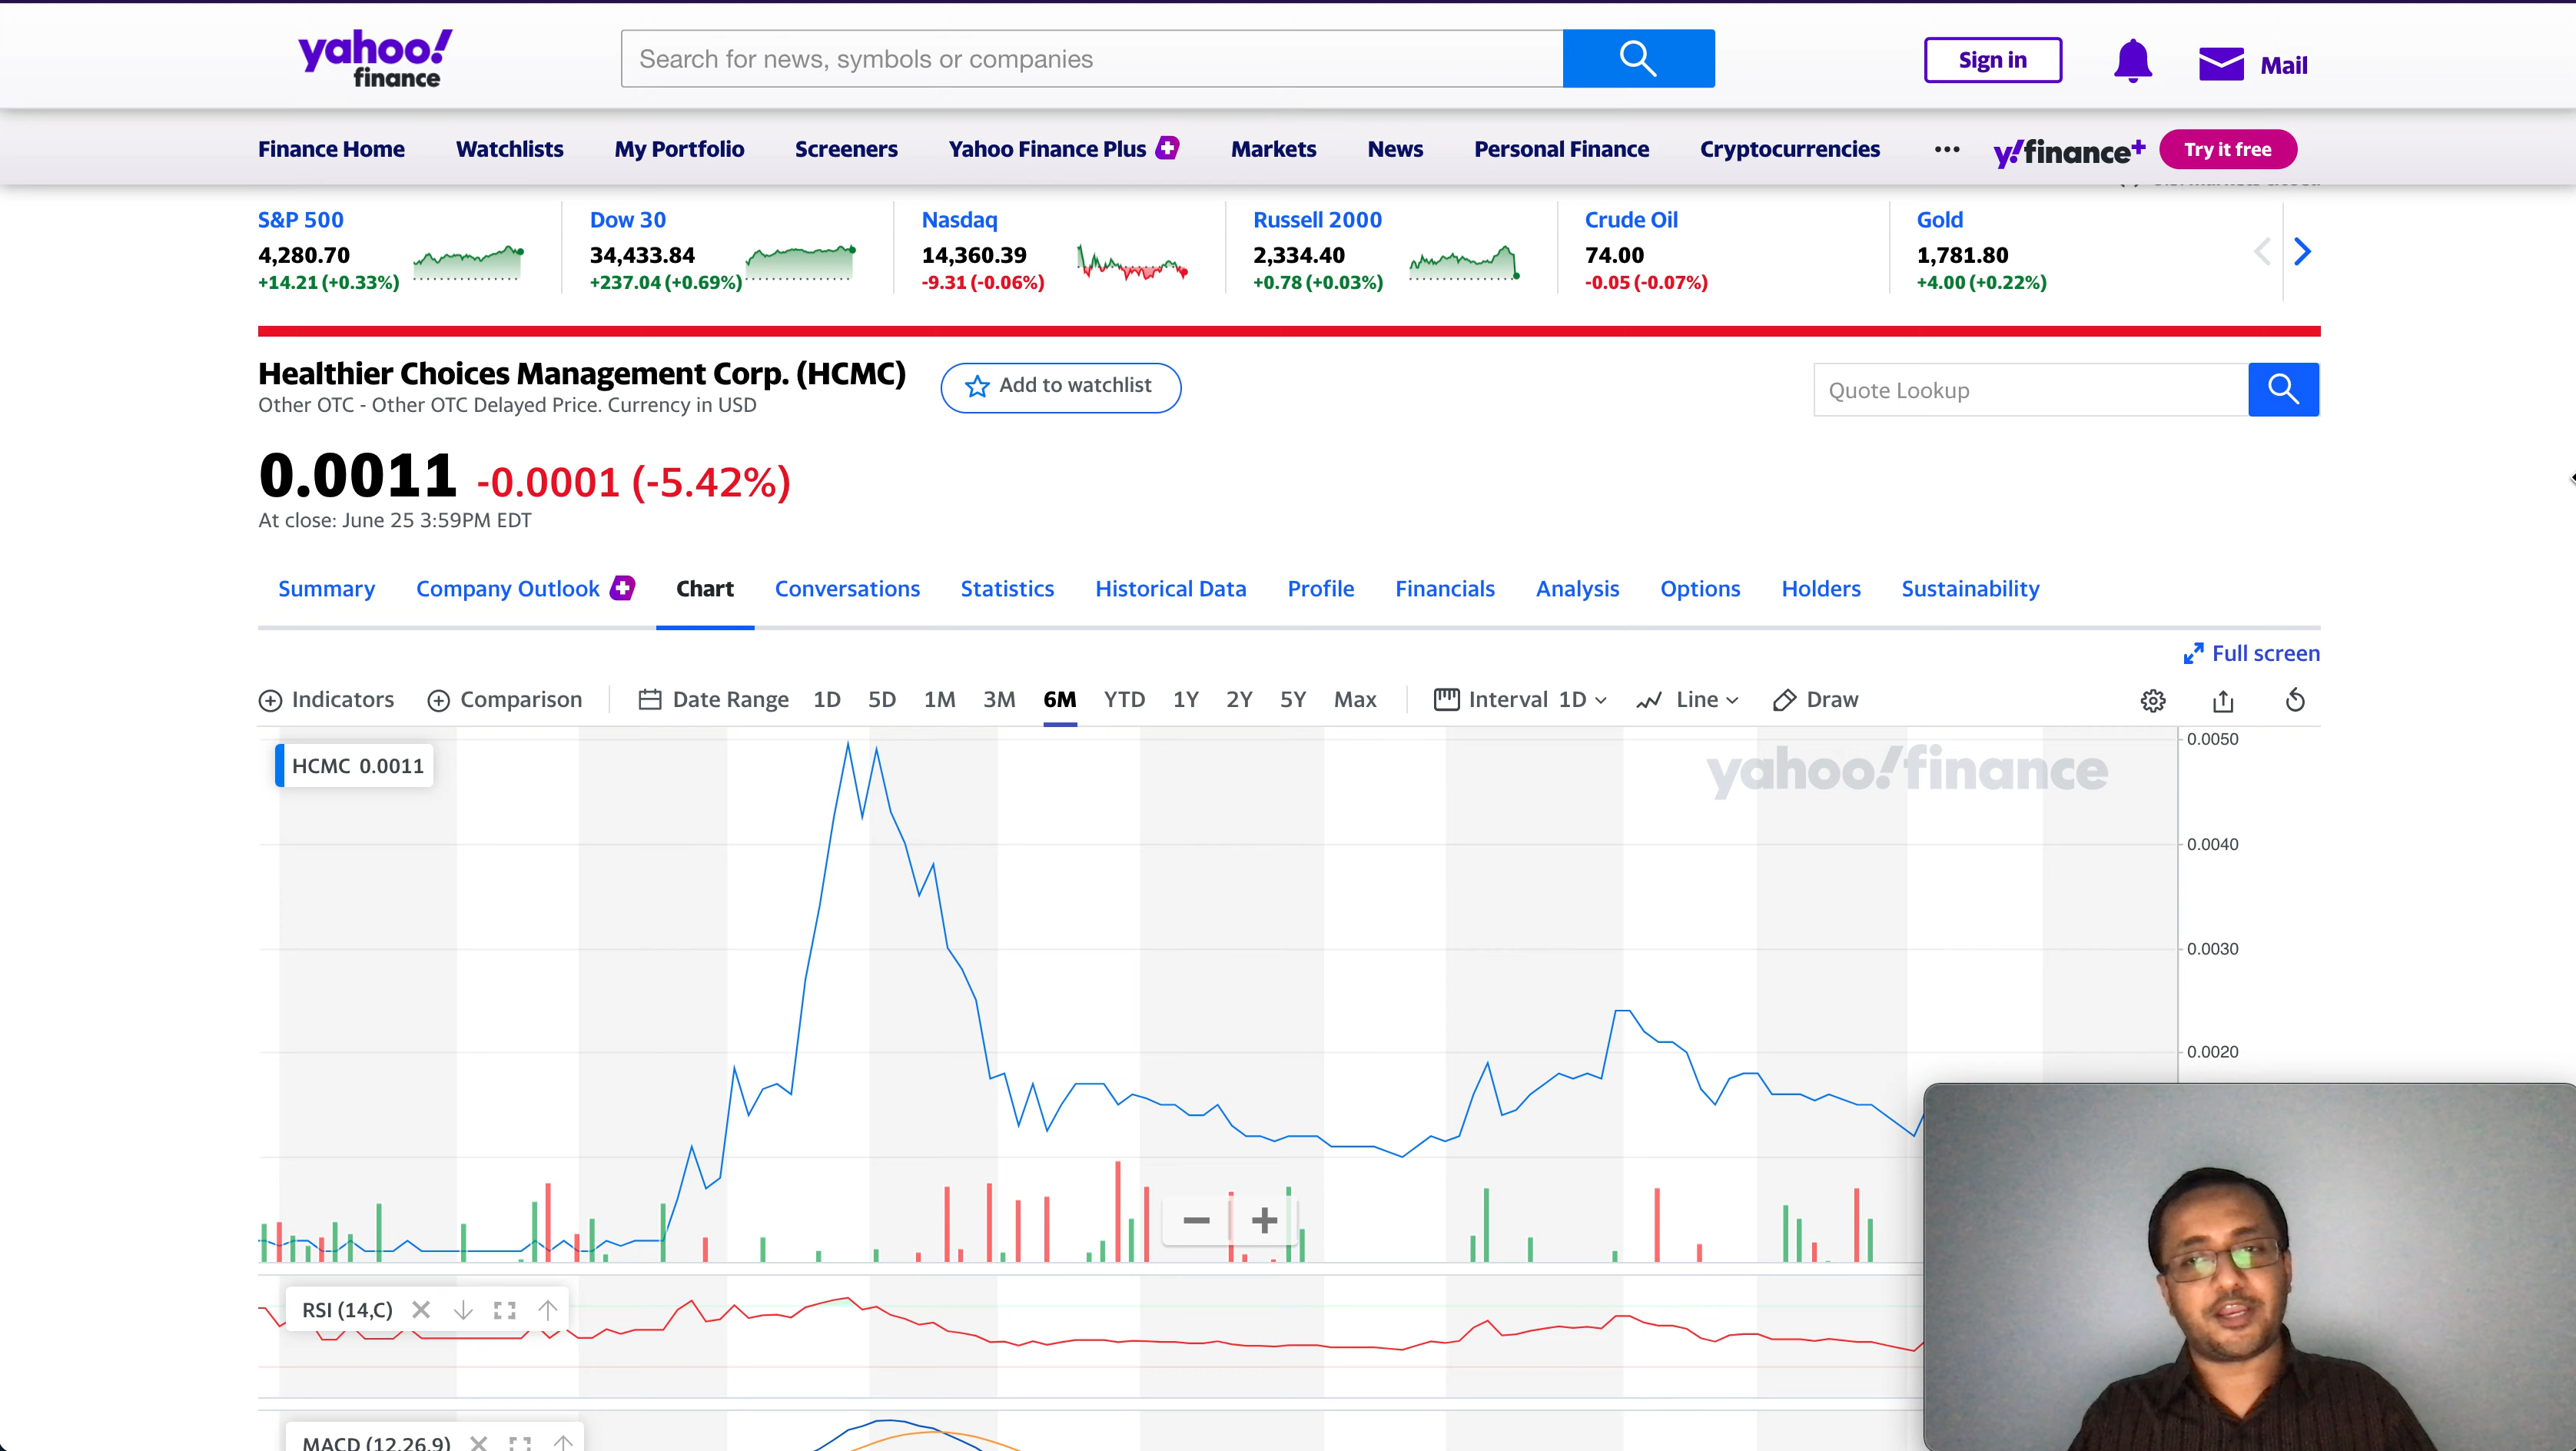 yahoo!
finance
Search for news, symbols or companies
Sign in
Mail
Finance Home Watchlists My Portfolio Screeners Yahoo Finance Plus Markets News Personal Finance Cryptocurrencies ••• y!finance+ Try it free
S&P 500 Dow 30 Nasdaq Russell 2000 Crude Oil Gold
4,280.70 34,433.84 14,360.39 2,334.40 74.00 1,781.80
+14.21 (+0.33%) +237.04 (+0.69%) -9.31 (-0.06%) +0.78 (+0.03%) -0.05 (-0.07%) +4.00 (+0.22%)
Healthier Choices Management Corp. (HCMC) Add to watchlist
Other OTC - Other OTC Delayed Price. Currency in USD
Quote Lookup
0.0011 -0.0001 (-5.42%)
At close: June 25 3:59PM EDT
Summary Company Outlook Chart Conversations Statistics Historical Data Profile Financials Analysis Options Holders Sustainability
Full screen
Indicators Comparison Date Range 1D 5D 1M 3M 6M YTD 1Y 2Y 5Y Max Interval 1D Line Draw
HCMC 0.0011
yahoo!finance
0.0050
0.0040
0.0030
0.0020
RSI (14,C)
MACD (12,26,9)